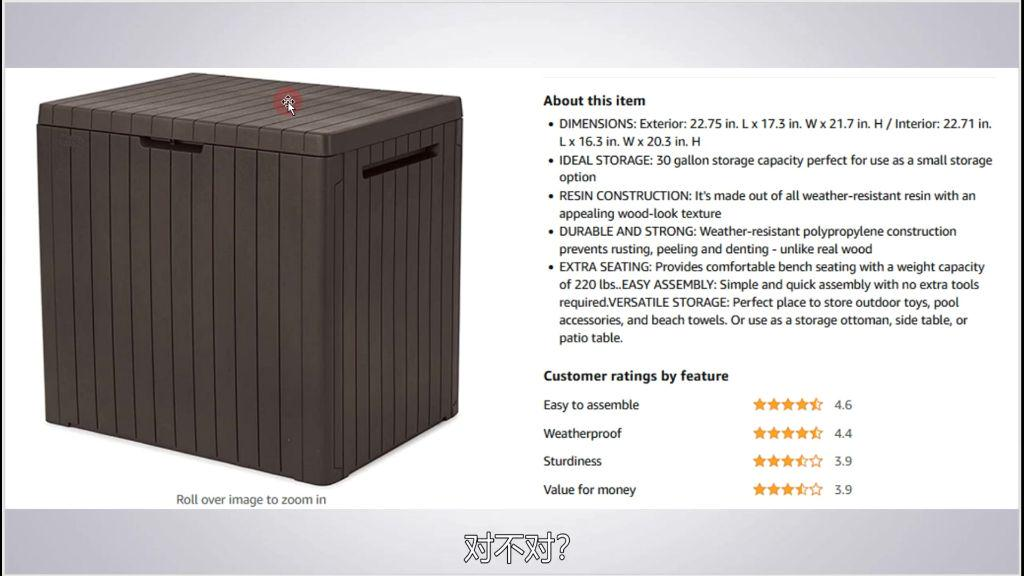 About this item
• DIMENSIONS: Exterior: 22.75 in. L x 17.3 in. W x 21.7 in. H / Interior: 22.71 in.
L x 16.3 in. W x 20.3 in. H
• IDEAL STORAGE: 30 gallon storage capacity perfect for use as a small storage
option
• RESIN CONSTRUCTION: It's made out of all weather-resistant resin with an
appealing wood-look texture
• DURABLE AND STRONG: Weather-resistant polypropylene construction
prevents rusting, peeling and denting - unlike real wood
• EXTRA SEATING: Provides comfortable bench seating with a weight capacity
of 220 lbs..EASY ASSEMBLY: Simple and quick assembly with no extra tools
required.VERSATILE STORAGE: Perfect place to store outdoor toys, pool
accessories, and beach towels. Or use as a storage ottoman, side table, or
patio table.
Customer ratings by feature
Easy to assemble 4.6
Weatherproof 4.4
Sturdiness 3.9
Value for money 3.9
Roll over image to zoom in
对不对?